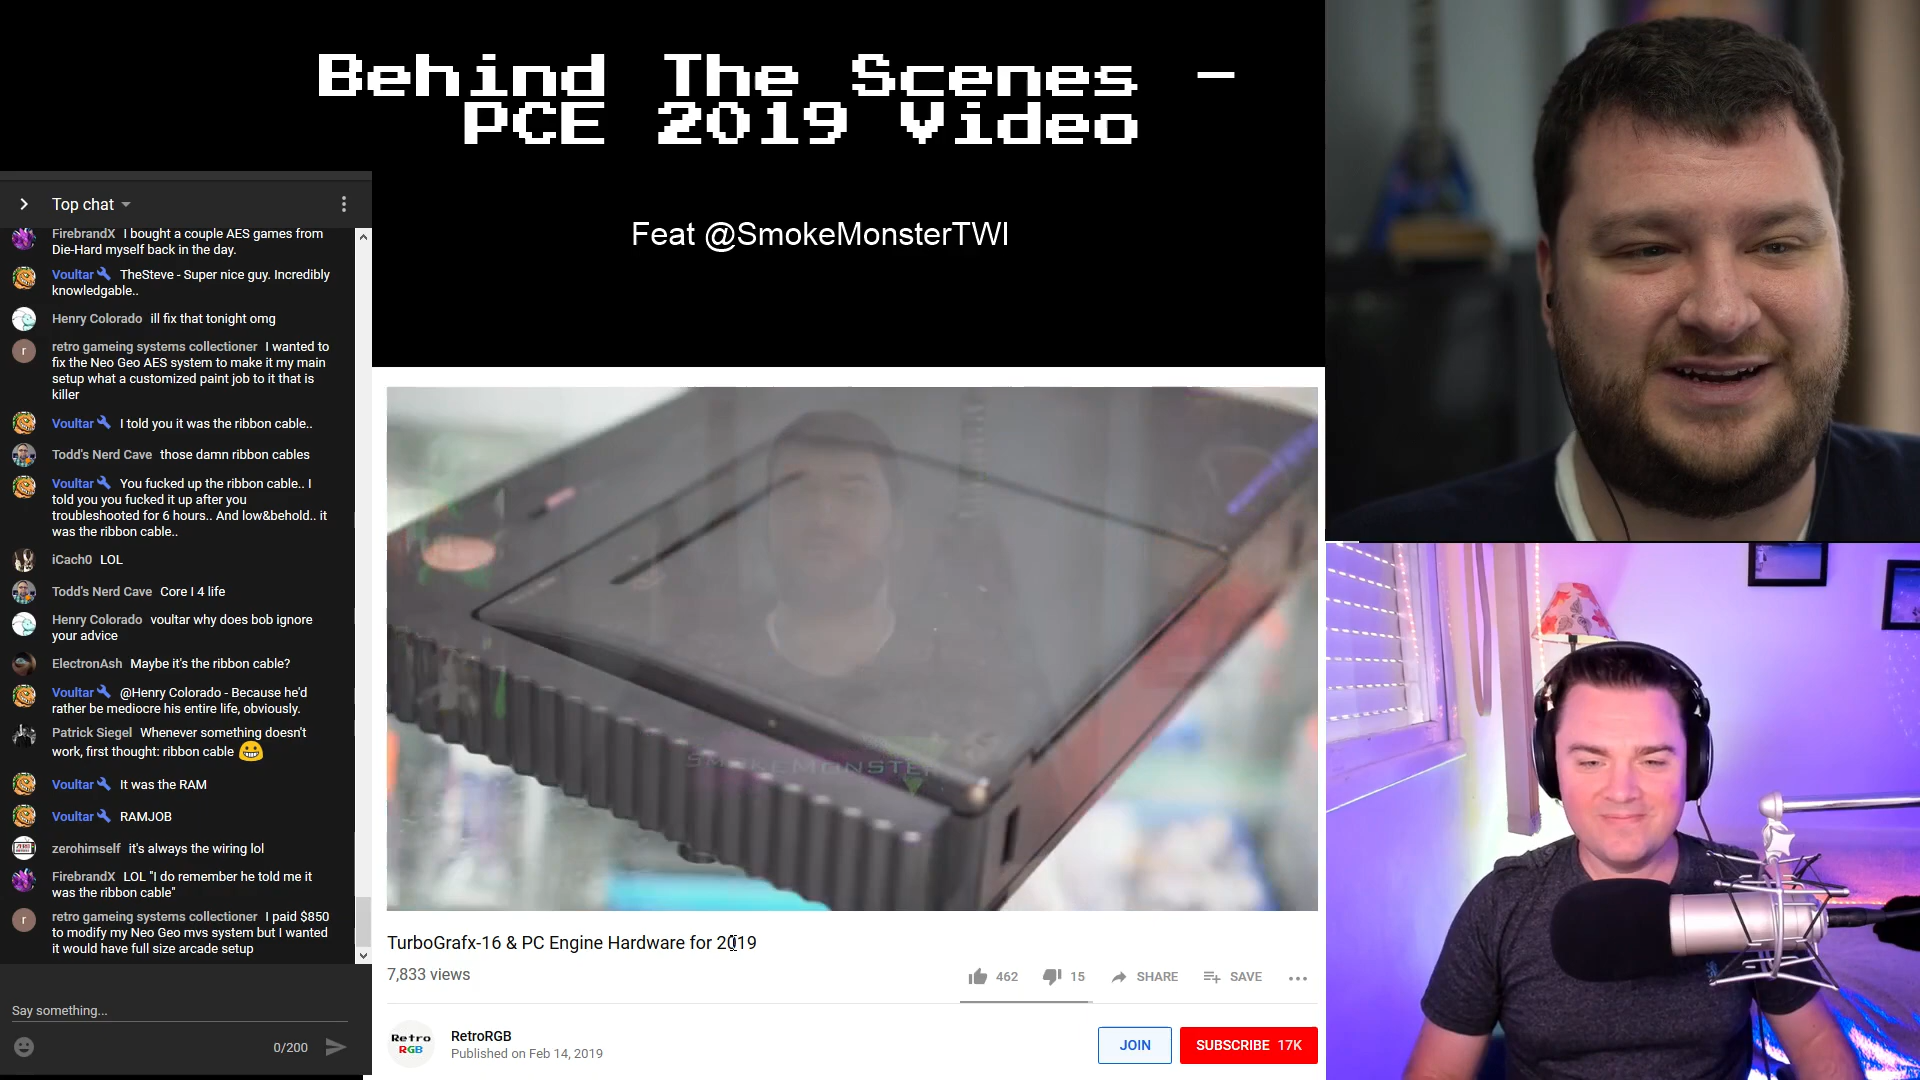 Behind The Scenes -
PCE 2019 Video
Feat @SmokeMonsterTWI
Top chat
FirebrandX I bought a couple AES games from
Die-Hard myself back in the day.
Voultar TheSteve - Super nice guy. Incredibly
knowledgable..
Henry Colorado ill fix that tonight omg
r
retro gameing systems collectioner I wanted to
fix the Neo Geo AES system to make it my main
setup what a customized paint job to it that is
killer
Voultar I told you it was the ribbon cable..
Todd's Nerd Cave those damn ribbon cables
Voultar You fucked up the ribbon cable.. I
told you you fucked it up after you
troubleshooted for 6 hours.. And low&behold.. it
was the ribbon cable..
iCach0 LOL
Todd's Nerd Cave Core I 4 life
Henry Colorado voultar why does bob ignore
your advice
ElectronAsh Maybe it's the ribbon cable?
Voultar @Henry Colorado - Because he'd
rather be mediocre his entire life, obviously.
Patrick Siegel Whenever something doesn't
work, first thought: ribbon cable 😀
Voultar It was the RAM
Voultar RAMJOB
zerohimself it's always the wiring lol
FirebrandX LOL "I do remember he told me it
was the ribbon cable"
r
retro gameing systems collectioner I paid $850
to modify my Neo Geo mvs system but I wanted
it would have full size arcade setup
Say something...
0/200
SMOKEMONSTER
TurboGrafx-16 & PC Engine Hardware for 2019
7,833 views
462
15
SHARE
SAVE
Retro
RGB
RetroRGB
Published on Feb 14, 2019
JOIN
SUBSCRIBE 17K